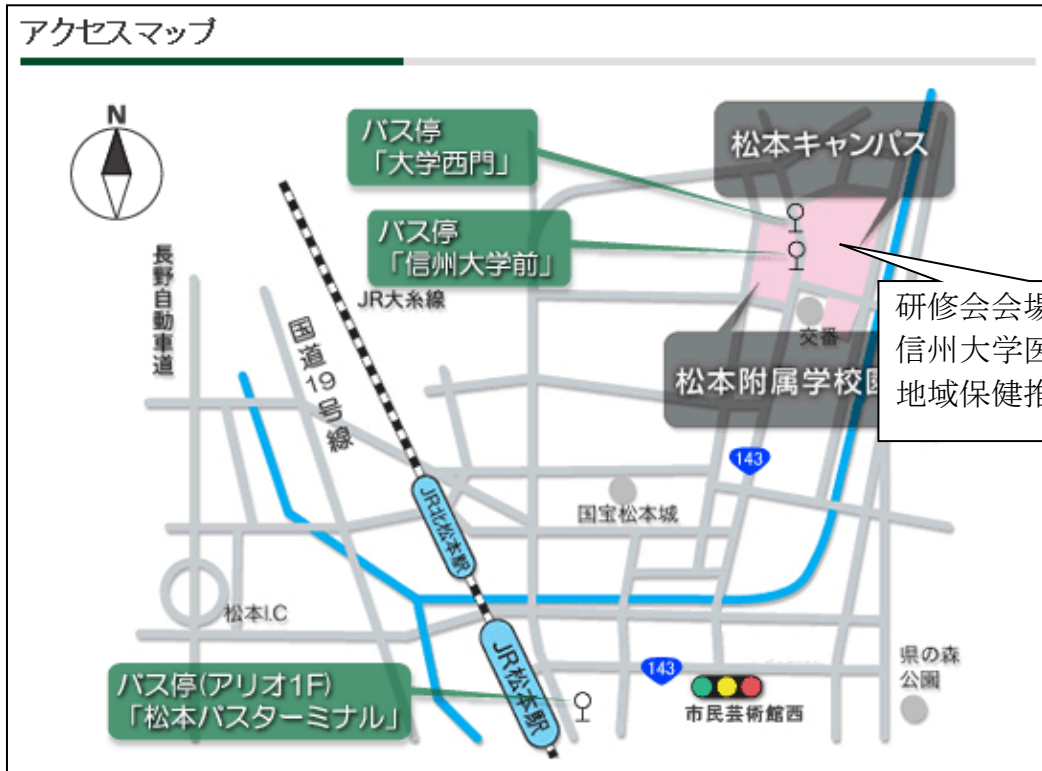 アクセスマップ
N
バス停
「大学西門」
松本キャンパス
バス停
「信州大学前」
長野自動車道
JR大糸線
国道19号線
研修会会場
信州大学医
地域保健推
交番
松本附属学校園
143
JR北松本駅
国宝松本城
松本I.C
JR松本駅
バス停(アリオ1F)
「松本バスターミナル」
143
市民芸術館西
県の森
公園